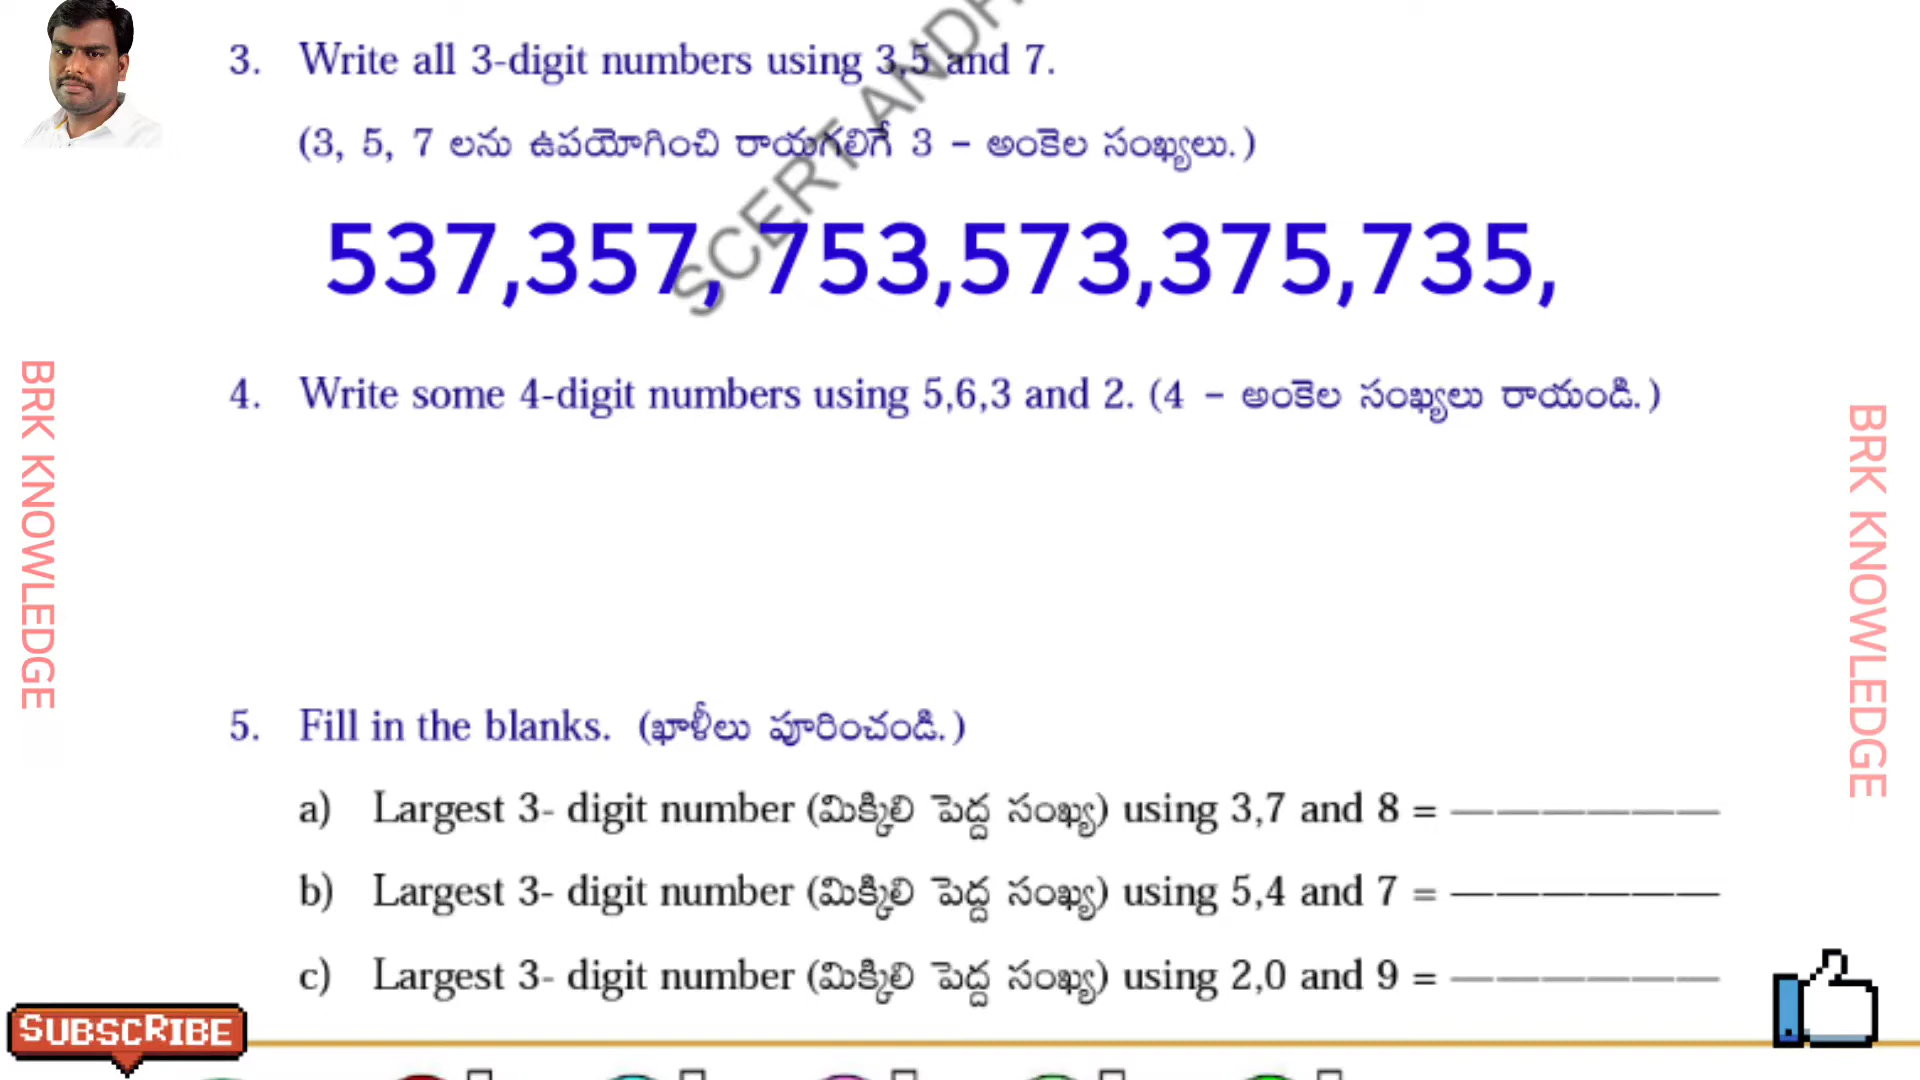 3. Write all 3-digit numbers using 3,5 and 7.
(3, 5, 7 లను ఉపయోగించి రాయగలిగే 3 – అంకెల సంఖ్యలు.)
SCERT ANDH
537,357, 753,573,375,735,
4. Write some 4-digit numbers using 5,6,3 and 2. (4 – అంకెల సంఖ్యలు రాయండి.)
BRK KNOWLEDGE
BRK KNOWLEDGE
5. Fill in the blanks. (ఖాళీలు పూరించండి.)
a) Largest 3- digit number (మిక్కిలి పెద్ద సంఖ్య) using 3,7 and 8 = ——————
b) Largest 3- digit number (మిక్కిలి పెద్ద సంఖ్య) using 5,4 and 7 = ——————
c) Largest 3- digit number (మిక్కిలి పెద్ద సంఖ్య) using 2,0 and 9 = ——————
SUBSCRIBE